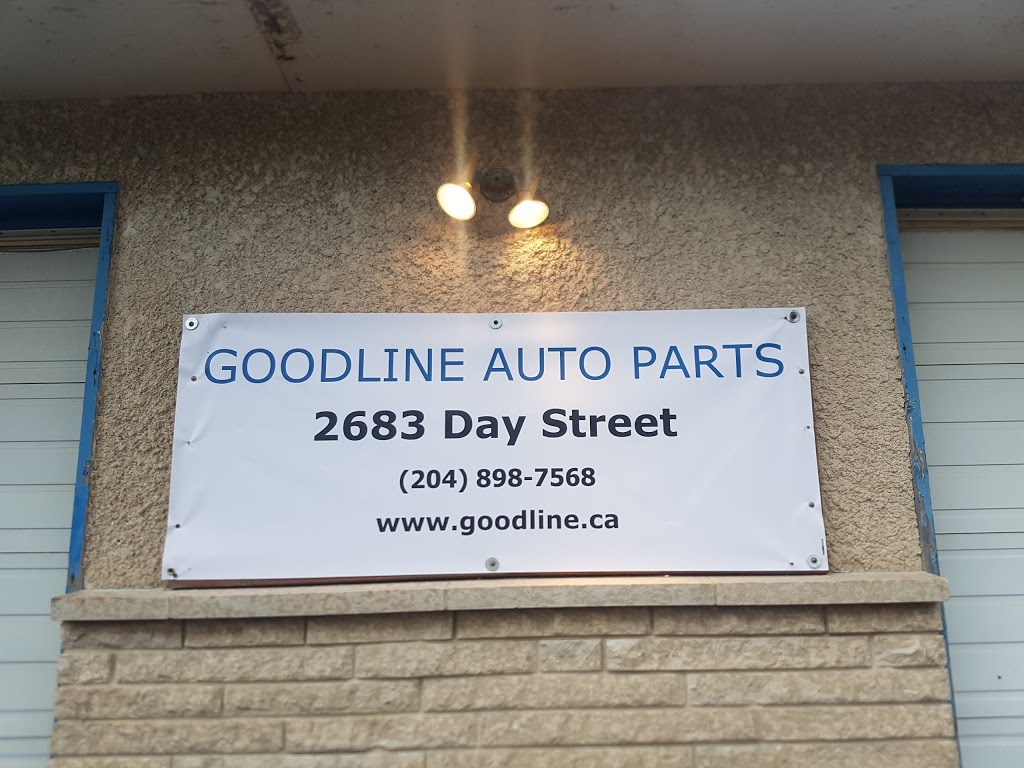 GOODLINE AUTO PARTS
2683 Day Street
(204) 898-7568
www.goodline.ca